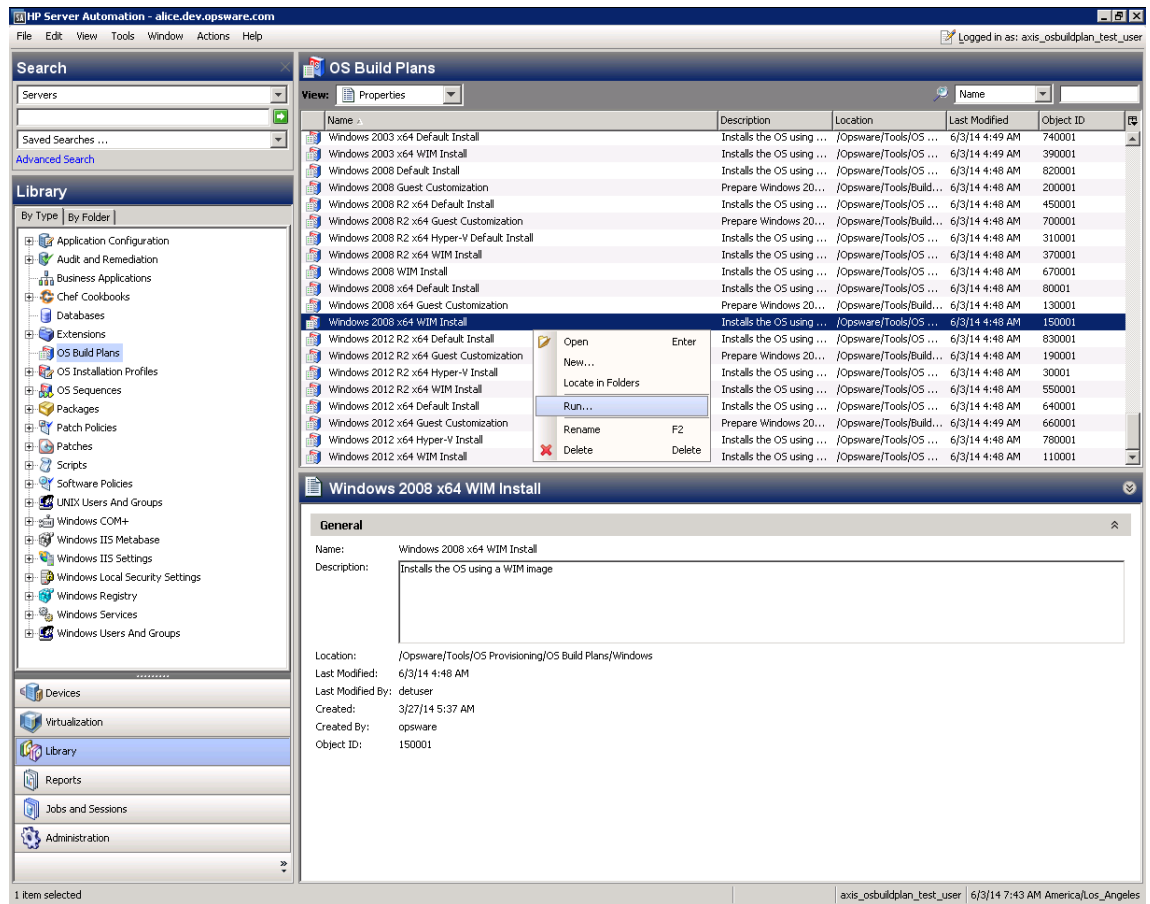 HP Server Automation - alice.dev.opsware.com
File Edit View Tools Window Actions Help
Logged in as: axis_osbuildplan_test_user
Search
Servers
Saved Searches ...
Advanced Search
Library
By Type By Folder
Application Configuration
Audit and Remediation
Business Applications
Chef Cookbooks
Databases
Extensions
OS Build Plans
OS Installation Profiles
OS Sequences
Packages
Patch Policies
Patches
Scripts
Software Policies
UNIX Users And Groups
Windows COM+
Windows IIS Metabase
Windows IIS Settings
Windows Local Security Settings
Windows Registry
Windows Services
Windows Users And Groups
Devices
Virtualization
Library
Reports
Jobs and Sessions
Administration
OS Build Plans
View: Properties Name
Name Description Location Last Modified Object ID
Windows 2003 x64 Default Install Installs the OS using ... /Opsware/Tools/OS ... 6/3/14 4:49 AM 740001
Windows 2003 x64 WIM Install Installs the OS using ... /Opsware/Tools/OS ... 6/3/14 4:49 AM 390001
Windows 2008 Default Install Installs the OS using ... /Opsware/Tools/OS ... 6/3/14 4:48 AM 820001
Windows 2008 Guest Customization Prepare Windows 20... /Opsware/Tools/Build... 6/3/14 4:48 AM 200001
Windows 2008 R2 x64 Default Install Installs the OS using ... /Opsware/Tools/OS ... 6/3/14 4:48 AM 450001
Windows 2008 R2 x64 Guest Customization Prepare Windows 20... /Opsware/Tools/Build... 6/3/14 4:48 AM 700001
Windows 2008 R2 x64 Hyper-V Default Install Installs the OS using ... /Opsware/Tools/OS ... 6/3/14 4:48 AM 310001
Windows 2008 R2 x64 WIM Install Installs the OS using ... /Opsware/Tools/OS ... 6/3/14 4:48 AM 370001
Windows 2008 WIM Install Installs the OS using ... /Opsware/Tools/OS ... 6/3/14 4:48 AM 670001
Windows 2008 x64 Default Install Installs the OS using ... /Opsware/Tools/OS ... 6/3/14 4:48 AM 80001
Windows 2008 x64 Guest Customization Prepare Windows 20... /Opsware/Tools/Build... 6/3/14 4:48 AM 130001
Windows 2008 x64 WIM Install Installs the OS using ... /Opsware/Tools/OS ... 6/3/14 4:48 AM 150001
Windows 2012 R2 x64 Default Install Installs the OS using ... /Opsware/Tools/OS ... 6/3/14 4:48 AM 830001
Windows 2012 R2 x64 Guest Customization Prepare Windows 20... /Opsware/Tools/Build... 6/3/14 4:48 AM 190001
Windows 2012 R2 x64 Hyper-V Install Installs the OS using ... /Opsware/Tools/OS ... 6/3/14 4:48 AM 30001
Windows 2012 R2 x64 WIM Install Installs the OS using ... /Opsware/Tools/OS ... 6/3/14 4:48 AM 550001
Windows 2012 x64 Default Install Installs the OS using ... /Opsware/Tools/OS ... 6/3/14 4:48 AM 640001
Windows 2012 x64 Guest Customization Prepare Windows 20... /Opsware/Tools/Build... 6/3/14 4:49 AM 660001
Windows 2012 x64 Hyper-V Install Installs the OS using ... /Opsware/Tools/OS ... 6/3/14 4:48 AM 780001
Windows 2012 x64 WIM Install Installs the OS using ... /Opsware/Tools/OS ... 6/3/14 4:48 AM 110001
Open Enter
New...
Locate in Folders
Run...
Rename F2
Delete Delete
Windows 2008 x64 WIM Install
General
Name: Windows 2008 x64 WIM Install
Description: Installs the OS using a WIM image
Location: /Opsware/Tools/OS Provisioning/OS Build Plans/Windows
Last Modified: 6/3/14 4:48 AM
Last Modified By: detuser
Created: 3/27/14 5:37 AM
Created By: opsware
Object ID: 150001
1 item selected
axis_osbuildplan_test_user 6/3/14 7:43 AM America/Los_Angeles